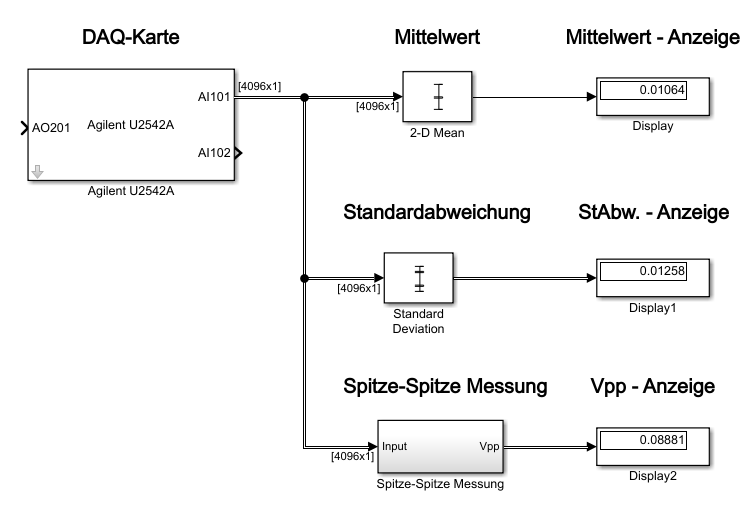 DAQ-Karte
Mittelwert
Mittelwert - Anzeige
[4096x1]
AI101
[4096x1]
0.01064
AO201
Agilent U2542A
2-D Mean
Display
AI102
Agilent U2542A
Standardabweichung
StAbw. - Anzeige
[4096x1]
0.01258
Standard
Deviation
Display1
Spitze-Spitze Messung
Vpp - Anzeige
[4096x1]
Input
Vpp
0.08881
Spitze-Spitze Messung
Display2